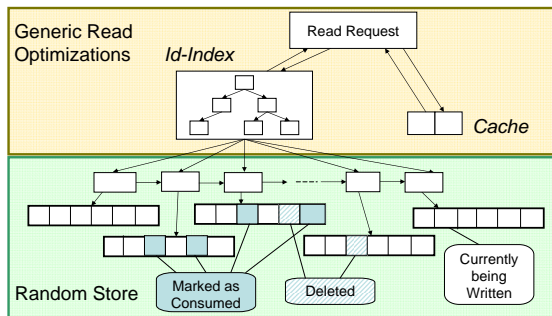 Generic Read
Optimizations
Id-Index
Read Request
Cache
Random Store
Marked as
Consumed
Deleted
Currently
being
Written